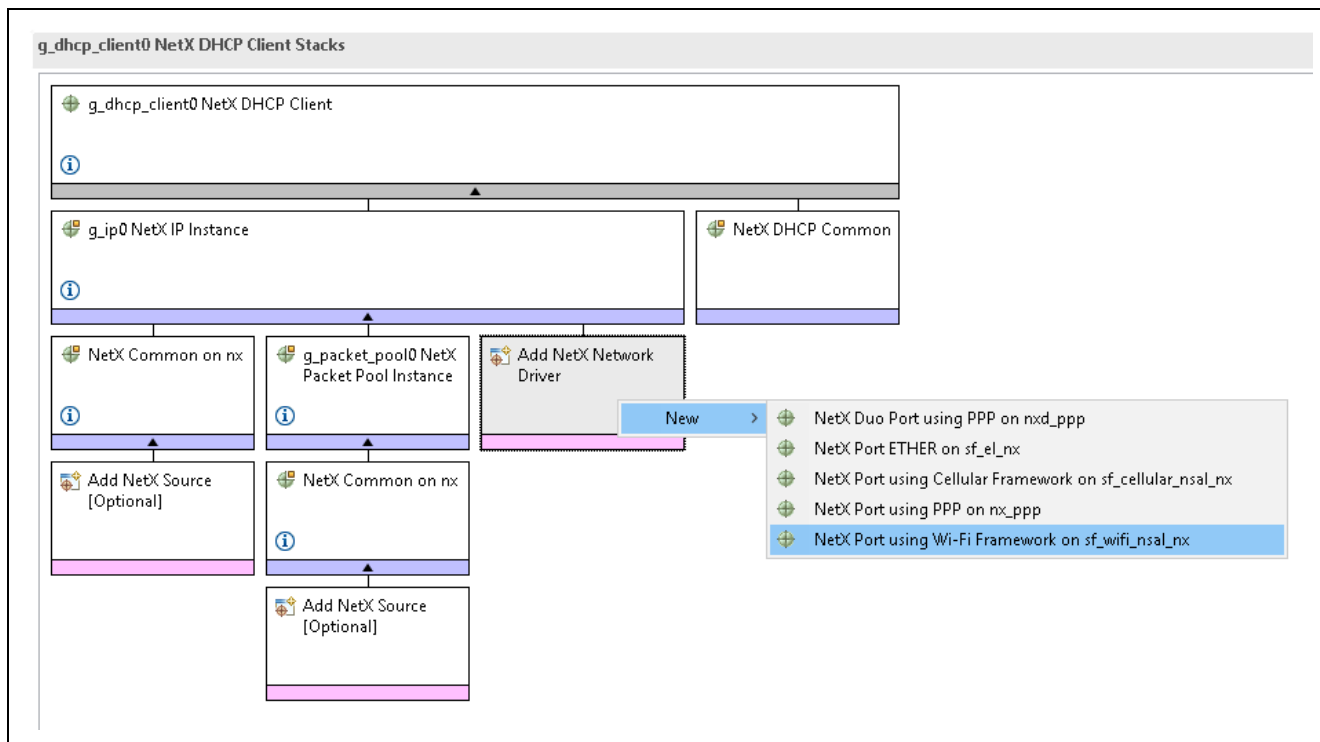 g_dhcp_client0 NetX DHCP Client Stacks
g_dhcp_client0 NetX DHCP Client
g_ip0 NetX IP Instance
NetX DHCP Common
NetX Common on nx
g_packet_pool0 NetX
Packet Pool Instance
Add NetX Network
Driver
New
NetX Duo Port using PPP on nxd_ppp
NetX Port ETHER on sf_el_nx
NetX Port using Cellular Framework on sf_cellular_nsal_nx
NetX Port using PPP on nx_ppp
NetX Port using Wi-Fi Framework on sf_wifi_nsal_nx
Add NetX Source
[Optional]
NetX Common on nx
Add NetX Source
[Optional]